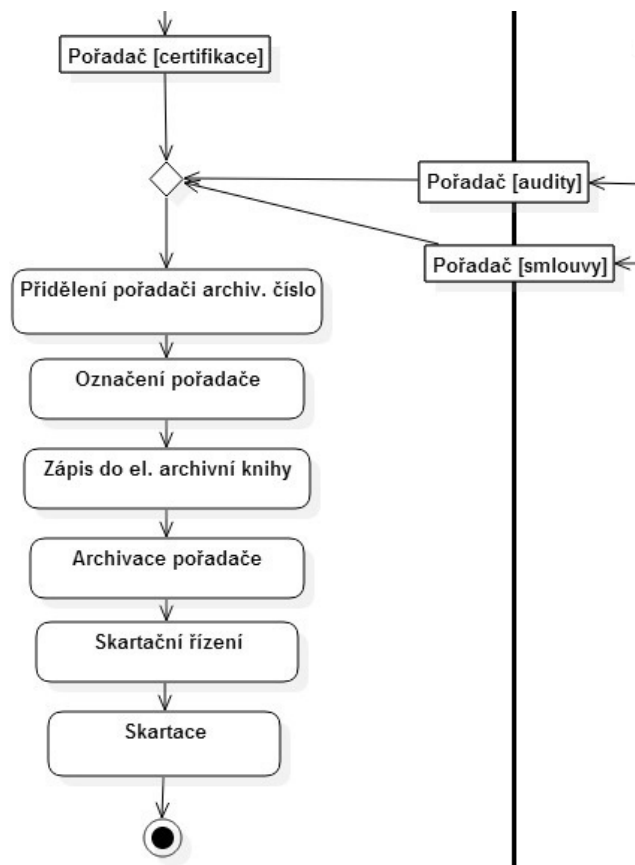 Pořadač [certifikace]
Pořadač [audity]
Pořadač [smlouvy]
Přidělení pořadači archiv. číslo
Označení pořadače
Zápis do el. archivní knihy
Archivace pořadače
Skartační řízení
Skartace